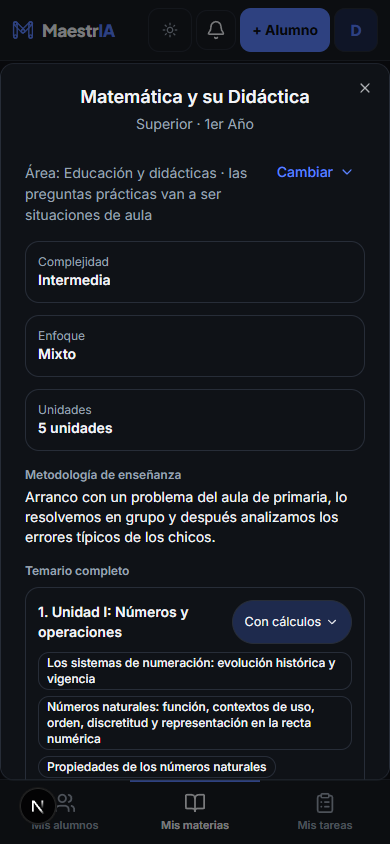 MaestrIA
+ Alumno
D
Matemática y su Didáctica
Superior · 1er Año
Área: Educación y didácticas · las
preguntas prácticas van a ser
situaciones de aula
Cambiar
Complejidad
Intermedia
Enfoque
Mixto
Unidades
5 unidades
Metodología de enseñanza
Arranco con un problema del aula de primaria, lo
resolvemos en grupo y después analizamos los
errores típicos de los chicos.
Temario completo
1. Unidad I: Números y
operaciones
Con cálculos
Los sistemas de numeración: evolución histórica y
vigencia
Números naturales: función, contextos de uso,
orden, discretitud y representación en la recta
numérica
Propiedades de los números naturales
N
Mis alumnos
Mis materias
Mis tareas